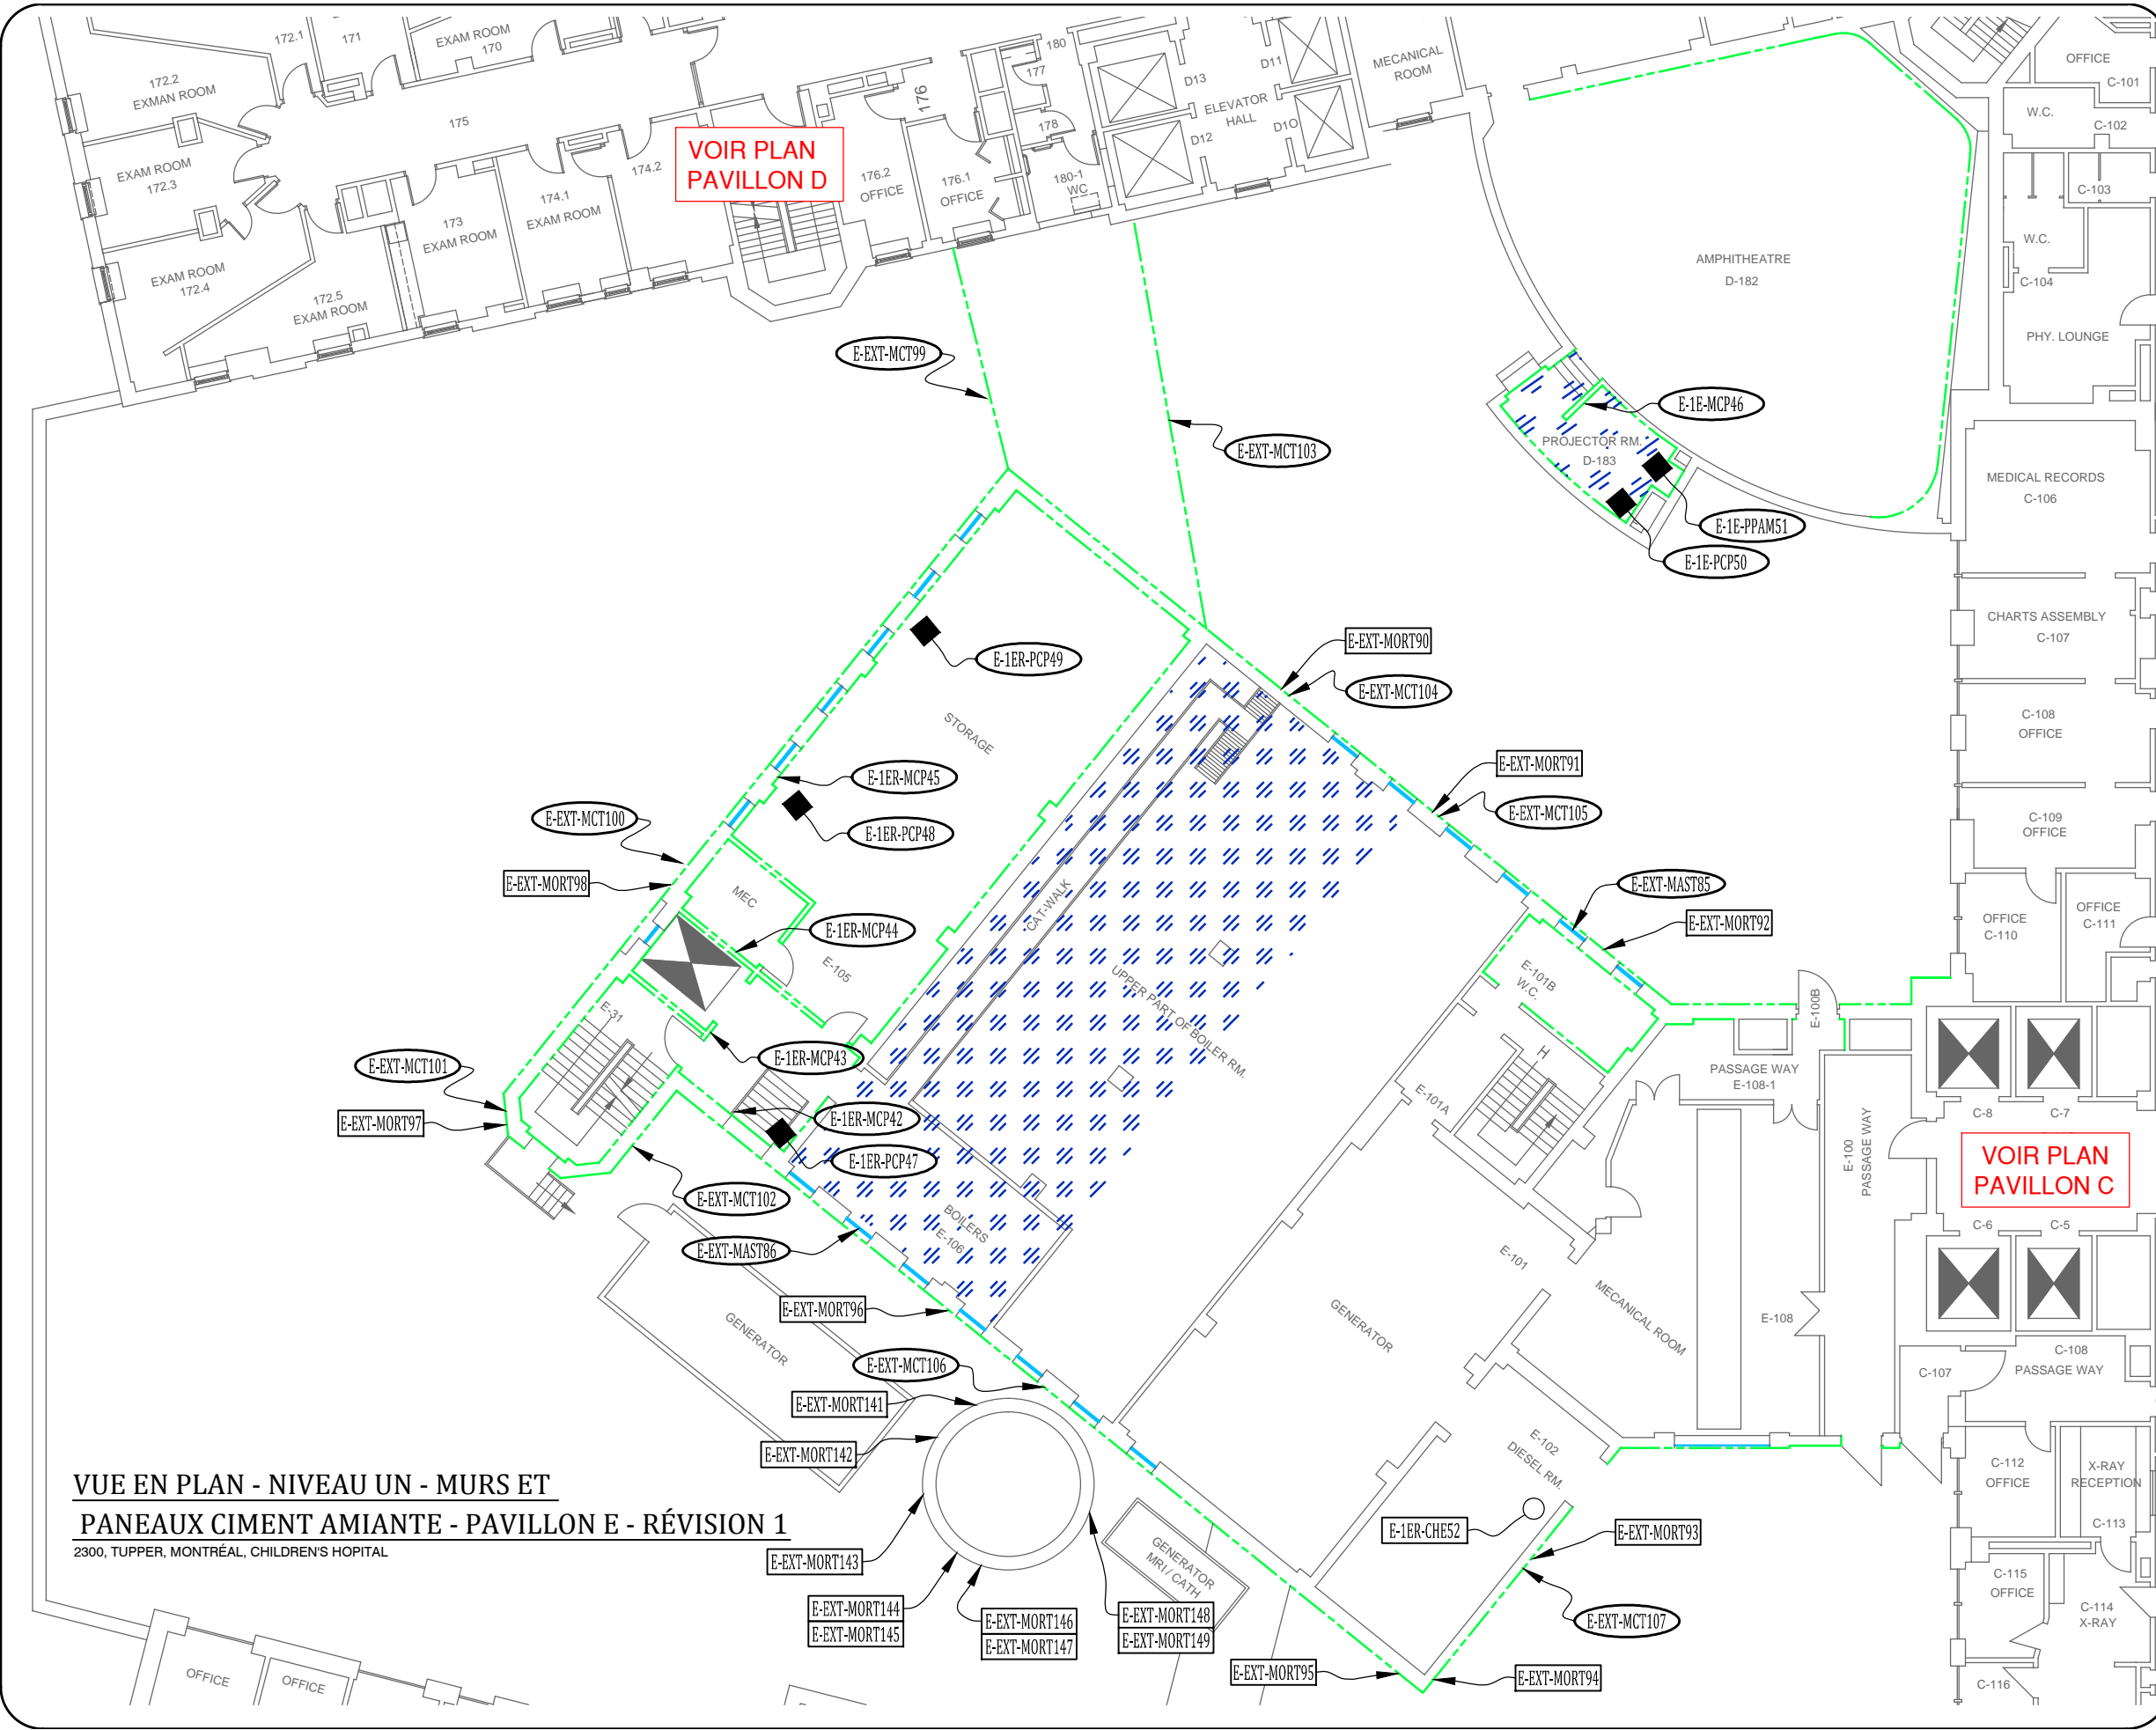 172.1
171
EXAM ROOM
170
172.2
EXMAN ROOM
175
EXAM ROOM
172.3
EXAM ROOM
172.4
172.5
EXAM ROOM
173
EXAM ROOM
174.1
EXAM ROOM
174.2
VOIR PLAN
PAVILLON D
176
176.2
OFFICE
176.1
OFFICE
180
177
178
180-1
WC
D13
D11
D12
D10
ELEVATOR
HALL
MECANICAL
ROOM
AMPHITHEATRE
D-182
OFFICE
C-101
W.C.
C-102
C-103
W.C.
C-104
PHY. LOUNGE
E-EXT-MCT99
E-EXT-MCT103
E-1E-MCP46
PROJECTOR RM.
D-183
E-1E-PPAM51
E-1E-PCP50
MEDICAL RECORDS
C-106
CHARTS ASSEMBLY
C-107
C-108
OFFICE
C-109
OFFICE
OFFICE
C-110
OFFICE
C-111
E-1ER-PCP49
E-EXT-MORT90
E-EXT-MCT104
STORAGE
E-1ER-MCP45
E-EXT-MORT91
E-EXT-MCT105
E-EXT-MCT100
E-1ER-PCP48
E-EXT-MORT98
MEC
CAT-WALK
E-EXT-MAST85
E-EXT-MORT92
E-1ER-MCP44
E-105
UPPER PART OF BOILER RM.
E-101B
W.C.
E-100B
E-31
E-1ER-MCP43
E-EXT-MCT101
E-EXT-MORT97
H
E-101A
PASSAGE WAY
E-108-1
E-1ER-MCP42
E-1ER-PCP47
E-100
PASSAGE WAY
C-8
C-7
VOIR PLAN
PAVILLON C
C-6
C-5
E-EXT-MCT102
BOILERS
E-106
E-EXT-MAST86
E-101
E-EXT-MORT96
GENERATOR
GENERATOR
MECANICAL ROOM
E-108
E-EXT-MCT106
C-107
C-108
PASSAGE WAY
E-EXT-MORT141
E-EXT-MORT142
E-102
DIESEL RM.
C-112
OFFICE
X-RAY
RECEPTION
C-113
VUE EN PLAN - NIVEAU UN - MURS ET
PANEAUX CIMENT AMIANTE - PAVILLON E - RÉVISION 1
2300, TUPPER, MONTRÉAL, CHILDREN'S HOPITAL
E-EXT-MORT143
GENERATOR
MRI / CATH
E-1ER-CHE52
E-EXT-MORT93
E-EXT-MORT144
E-EXT-MORT145
E-EXT-MORT146
E-EXT-MORT147
E-EXT-MORT148
E-EXT-MORT149
E-EXT-MCT107
C-115
OFFICE
C-114
X-RAY
E-EXT-MORT95
E-EXT-MORT94
C-116
OFFICE
OFFICE